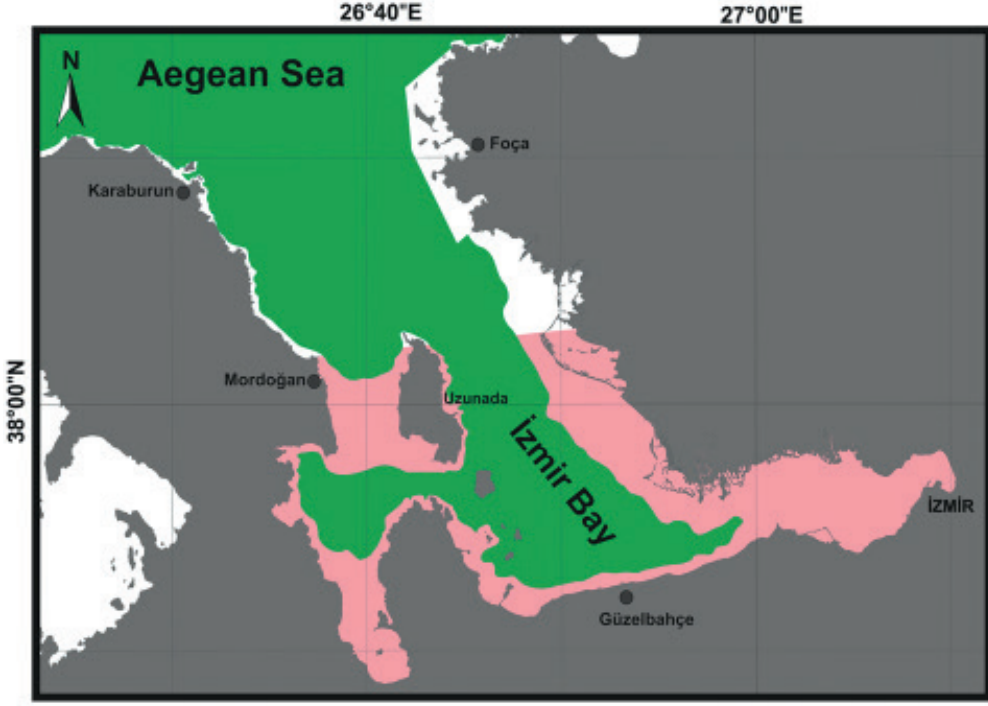 26°40"E
27°00"E
N
Aegean Sea
Foça
Karaburun
38°00"N
Mordoğan
Uzunada
İzmir Bay
İZMİR
Güzelbahçe